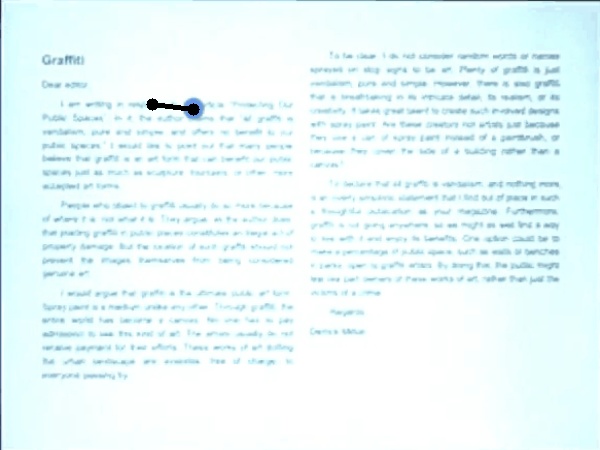 Graffiti
Dear editor:
I am writing in "Protecting Our
Public Spaces." In it, the author that "all graffiti is
vandalism, pure and simple, and offers no benefit to our
public spaces." I would like to point out that many people
believe that graffiti is an art form that can benefit our public
spaces just as much as sculpture, fountains, or other, more
accepted art forms.
People who object to graffiti usually do so more because
of where it is, not what it is. They argue, as the author does,
that posting graffiti in public places constitutes an illegal act of
property damage. But the location of such graffiti should not
prevent the images themselves from being considered
genuine art.
I would argue that graffiti is the ultimate public art form.
Spray paint is a medium unlike any other. Through graffiti, the
entire world has become a canvas. No one has to pay
admission to see this kind of art. The artists usually do not
receive payment for their efforts. These works of art dotting
the urban landscape are available, free of charge, to
everyone passing by.
To be clear, I do not consider random words or names
sprayed on stop signs to be art. Plenty of graffiti is just
vandalism, pure and simple. However, there is also graffiti
that is breathtaking in its intricate detail, its realism, or its
creativity. It takes great talent to create such involved designs
with spray paint. Are these creators not artists just because
they use a can of spray paint instead of a paintbrush, or
because they cover the side of a building rather than a
canvas?
To declare that all graffiti is vandalism, and nothing more,
is an overly simplistic statement that I find out of place in such
a thoughtful publication as your magazine. Furthermore,
graffiti is not going anywhere, so we might as well find a way
to live with it and enjoy its benefits. One option could be to
make a percentage of public space, such as walls or benches
in parks, open to graffiti artists. By doing this, the public might
feel like part owners of these works of art, rather than just the
victims of a crime.
Regards,